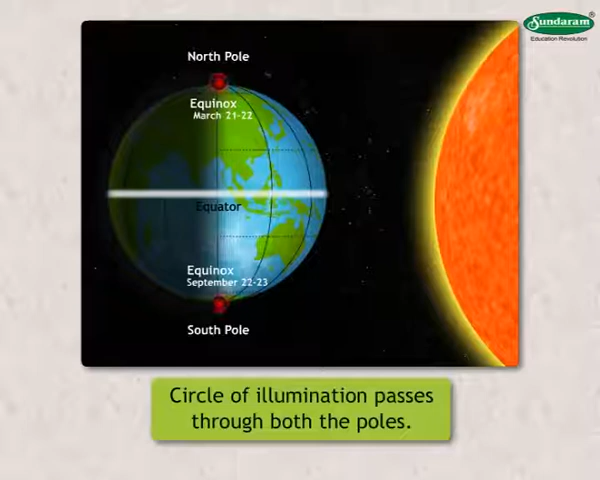 Sundaram
®
Education Revolution
North Pole
Equinox
March 21-22
Equator
Equinox
September 22-23
South Pole
Circle of illumination passes
through both the poles.